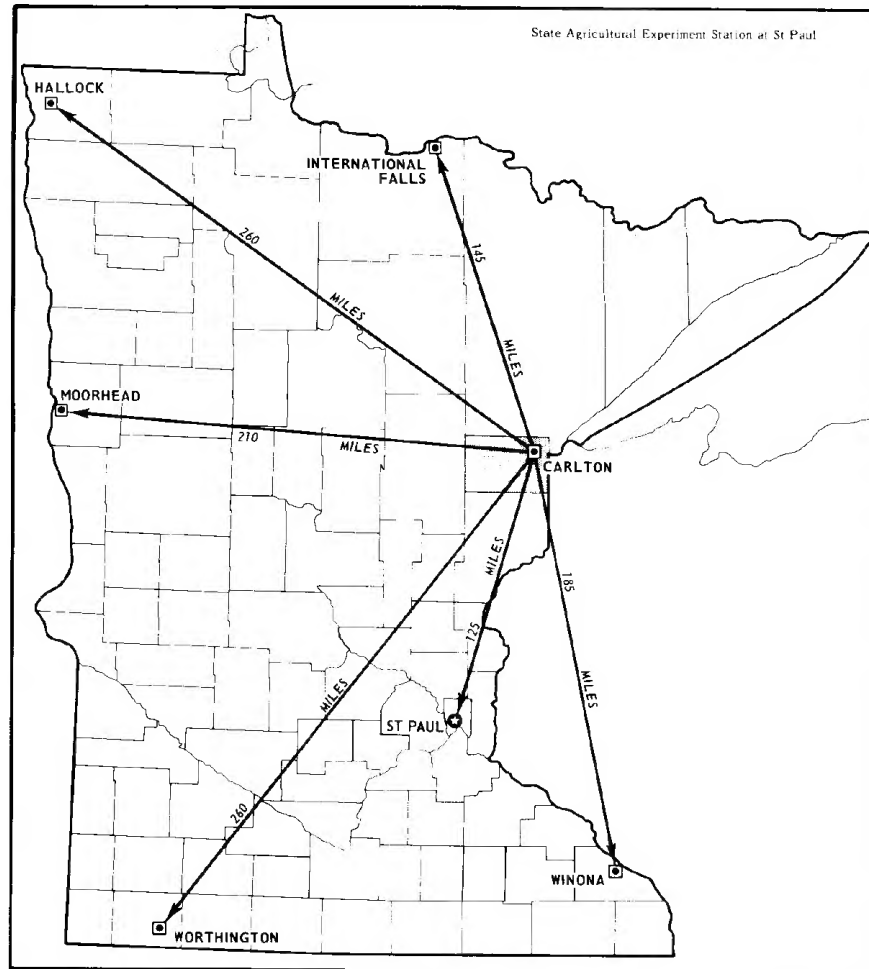 State Agricultural Experiment Station at St Paul
HALLOCK
INTERNATIONAL
FALLS
260
MILES
145
MILES
MOORHEAD
210
MILES
CARLTON
MILES
125
185
MILES
MILES
260
ST PAUL
WINONA
WORTHINGTON